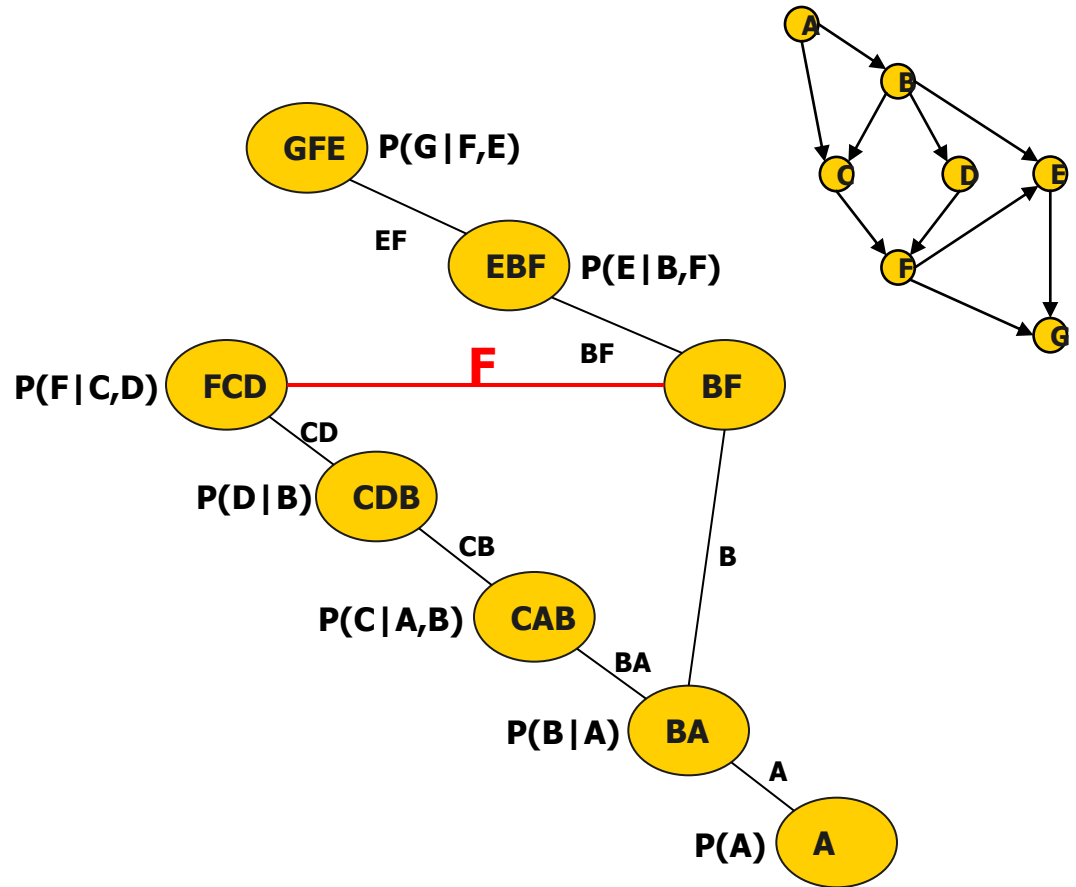 A
B
C
D
E
F
G
GFE
P(G|F,E)
EF
EBF
P(E|B,F)
BF
F
P(F|C,D)
FCD
BF
CD
P(D|B)
CDB
CB
B
P(C|A,B)
CAB
BA
P(B|A)
BA
A
P(A)
A